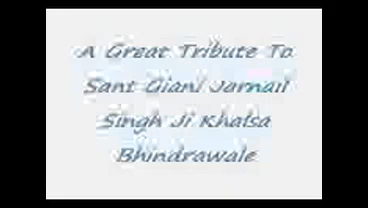 A Great Tribute To
Sant Giani Jarnail
Singh Ji Khalsa
Bhindrawale